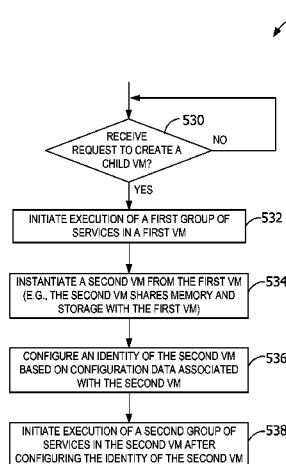 530
RECEIVE
REQUEST TO CREATE A
CHILD VM?
NO
YES
INITIATE EXECUTION OF A FIRST GROUP OF
SERVICES IN A FIRST VM
532
INSTANTIATE A SECOND VM FROM THE FIRST VM
(E.G., THE SECOND VM SHARES MEMORY AND
STORAGE WITH THE FIRST VM)
534
CONFIGURE AN IDENTITY OF THE SECOND VM
BASED ON CONFIGURATION DATA ASSOCIATED
WITH THE SECOND VM
536
INITIATE EXECUTION OF A SECOND GROUP OF
SERVICES IN THE SECOND VM AFTER
CONFIGURING THE IDENTITY OF THE SECOND VM
538